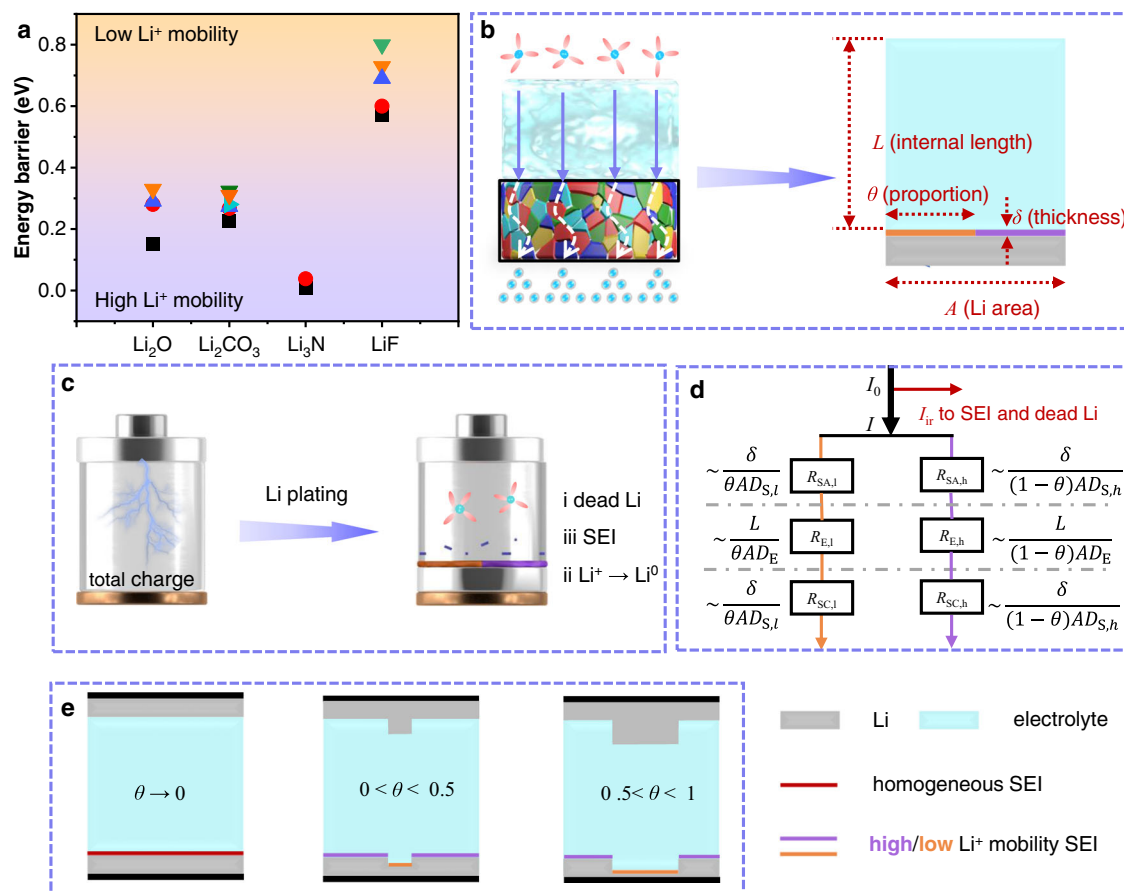 a
Low Li⁺ mobility
High Li⁺ mobility
Energy barrier (eV)
0.8
0.6
0.4
0.2
0.0
Li₂O
Li₂CO₃
Li₃N
LiF
b
L (internal length)
θ (proportion)
δ (thickness)
A (Li area)
c
total charge
Li plating
i dead Li
iii SEI
ii Li⁺ → Li⁰
d
I₀
I_ir to SEI and dead Li
I
~ δ/(θAD_S,l)
R_SA,l
R_SA,h
~ δ/((1 − θ)AD_S,h)
~ L/(θAD_E)
R_E,l
R_E,h
~ L/((1 − θ)AD_E)
~ δ/(θAD_S,l)
R_SC,l
R_SC,h
~ δ/((1 − θ)AD_S,h)
e
θ → 0
0 < θ < 0.5
0 .5< θ < 1
Li
electrolyte
homogeneous SEI
high/low Li⁺ mobility SEI